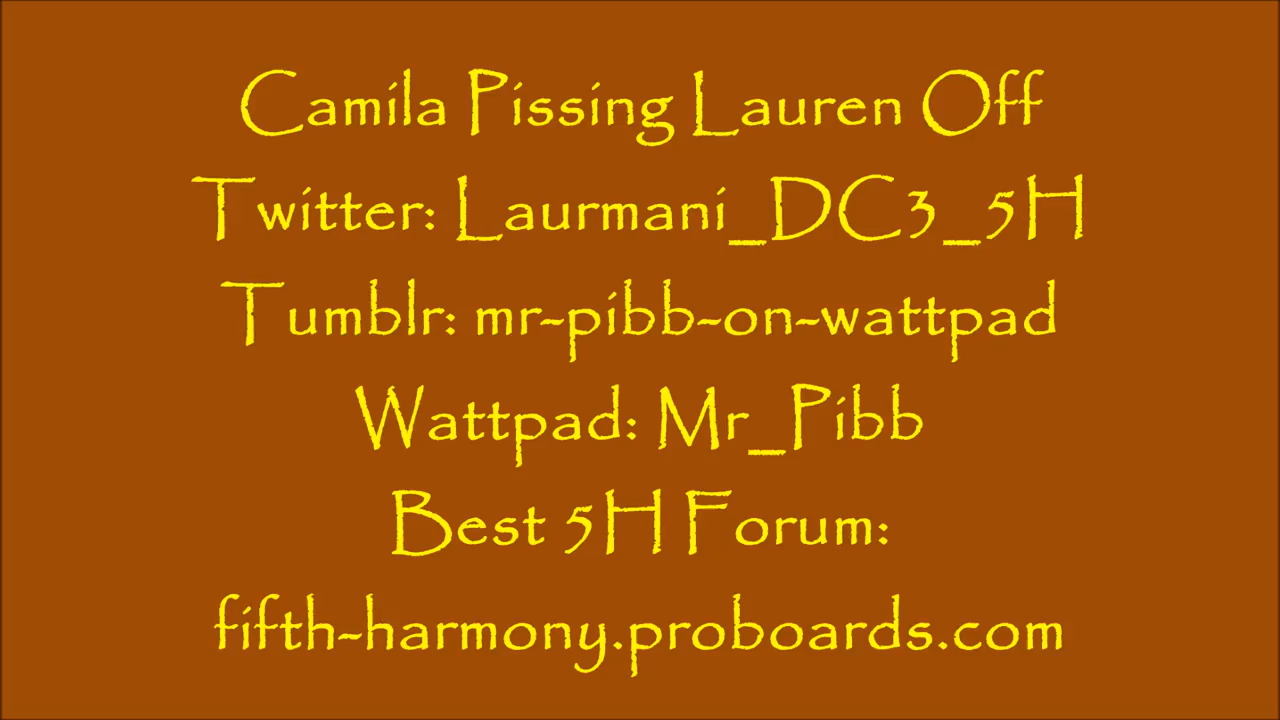 Camila Pissing Lauren Off
Twitter: Laurmani_DC3_5H
Tumblr: mr-pibb-on-wattpad
Wattpad: Mr_Pibb
Best 5H Forum:
fifth-harmony.proboards.com